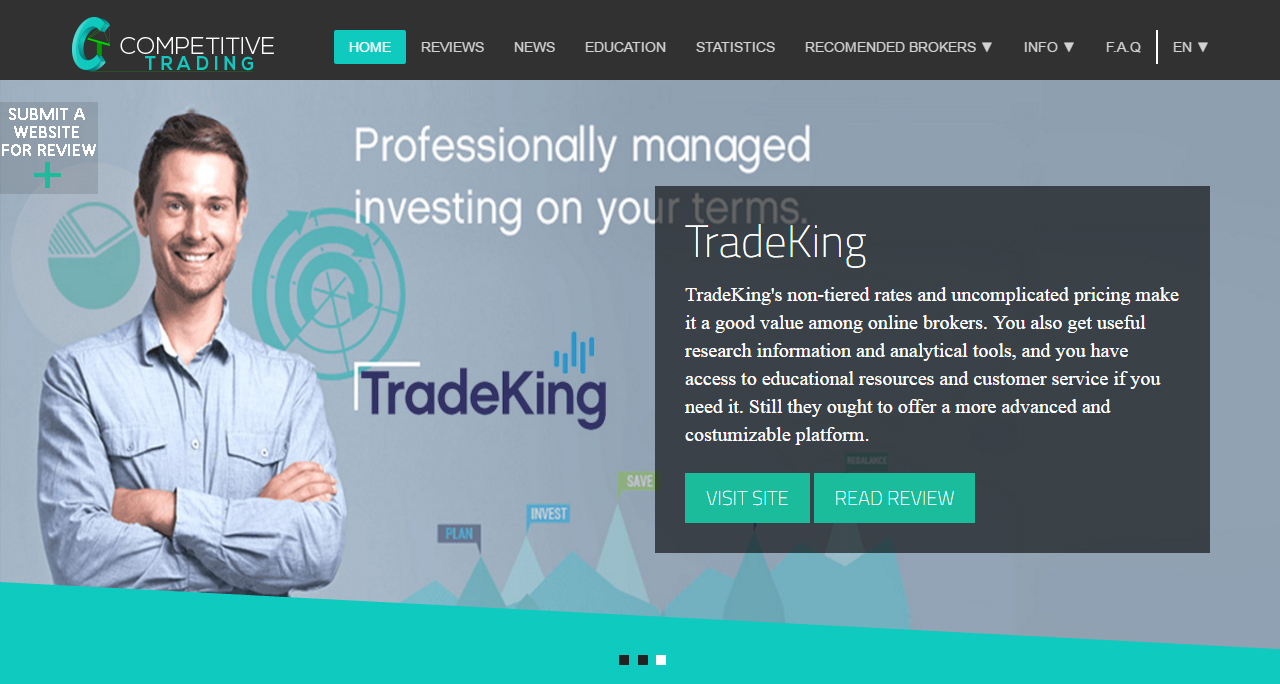 COMPETITIVE
TRADING
HOME REVIEWS NEWS EDUCATION STATISTICS RECOMENDED BROKERS ▼ INFO ▼ F.A.Q EN ▼
SUBMIT A
WEBSITE
FOR REVIEW
+
Professionally managed
investing on your terms.
TradeKing
TradeKing
TradeKing's non-tiered rates and uncomplicated pricing make
it a good value among online brokers. You also get useful
research information and analytical tools, and you have
access to educational resources and customer service if you
need it. Still they ought to offer a more advanced and
costumizable platform.
VISIT SITE READ REVIEW
PLAN
INVEST
SAVE
REBALANCE